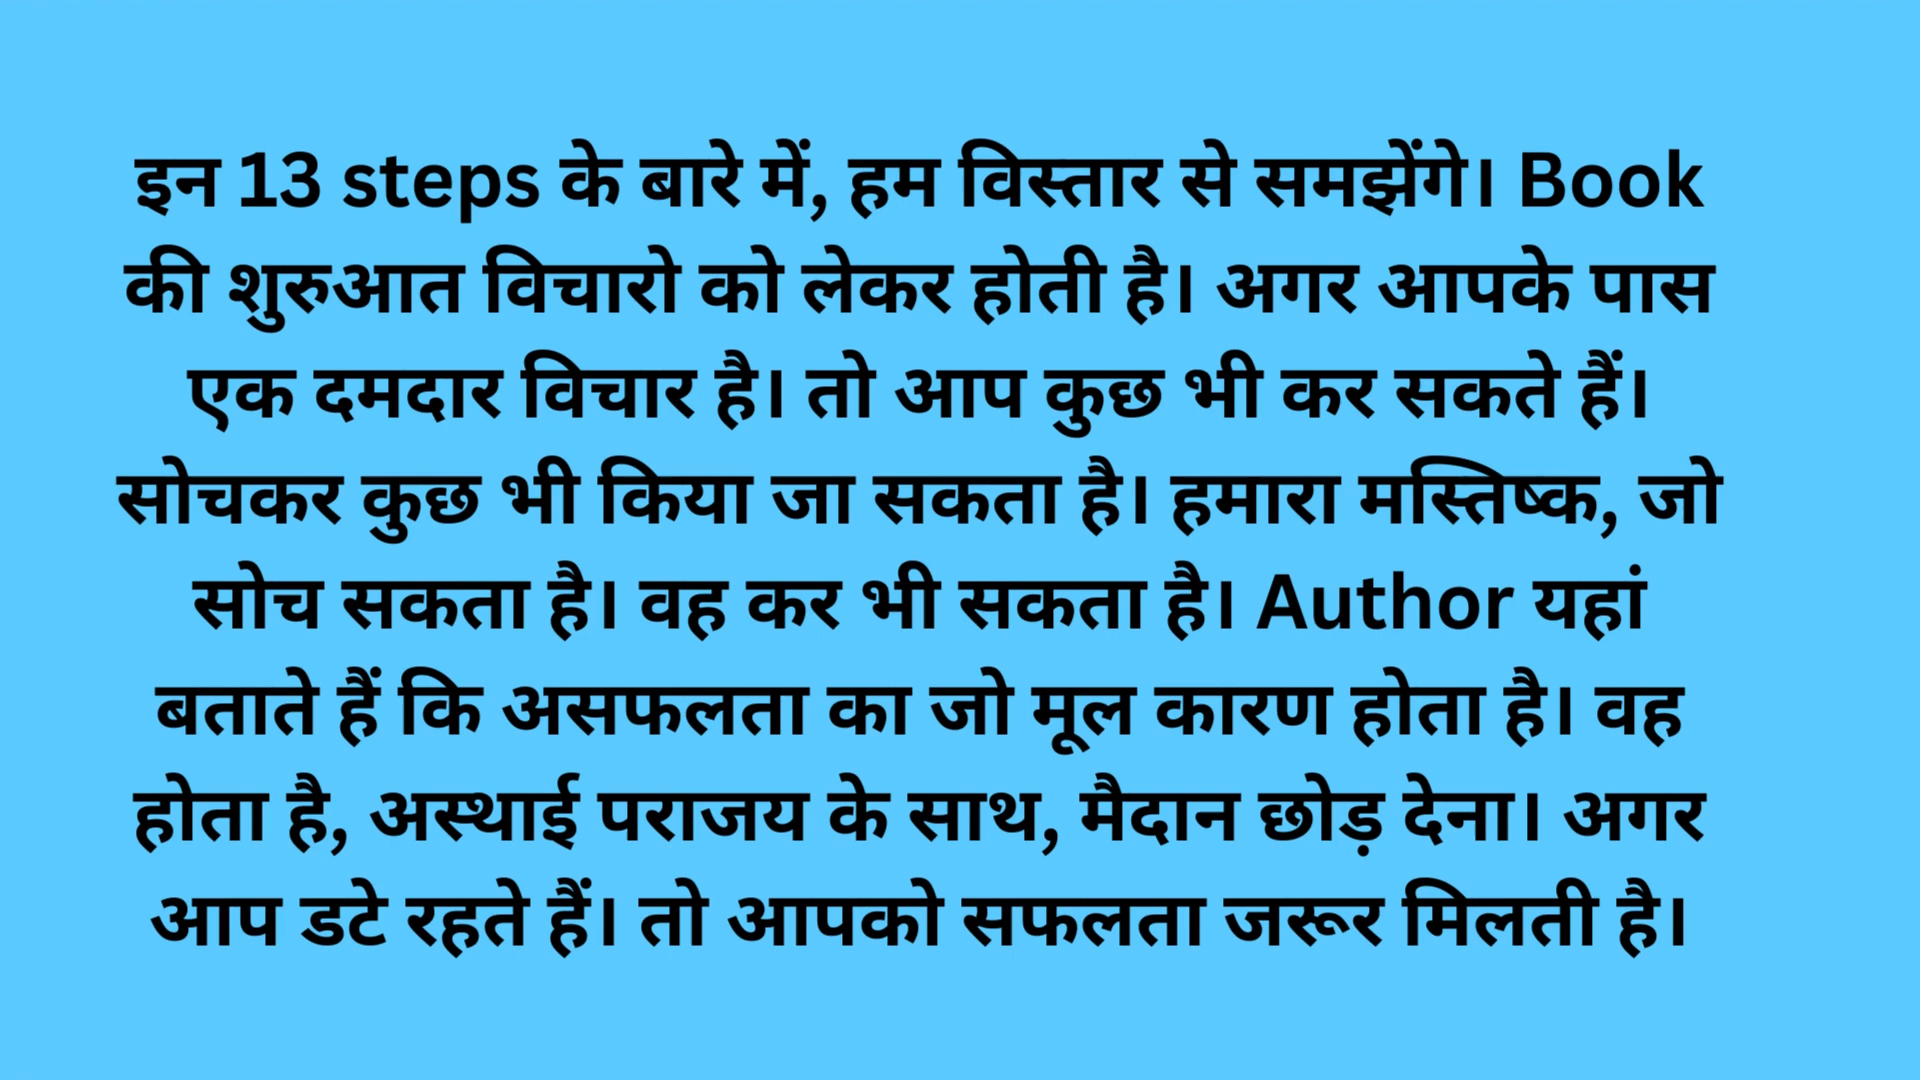 इन 13 steps के बारे में, हम विस्तार से समझेंगे। Book
की शुरुआत विचारो को लेकर होती है। अगर आपके पास
एक दमदार विचार है। तो आप कुछ भी कर सकते हैं।
सोचकर कुछ भी किया जा सकता है। हमारा मस्तिष्क, जो
सोच सकता है। वह कर भी सकता है। Author यहां
बताते हैं कि असफलता का जो मूल कारण होता है। वह
होता है, अस्थाई पराजय के साथ, मैदान छोड़ देना। अगर
आप डटे रहते हैं। तो आपको सफलता जरूर मिलती है।